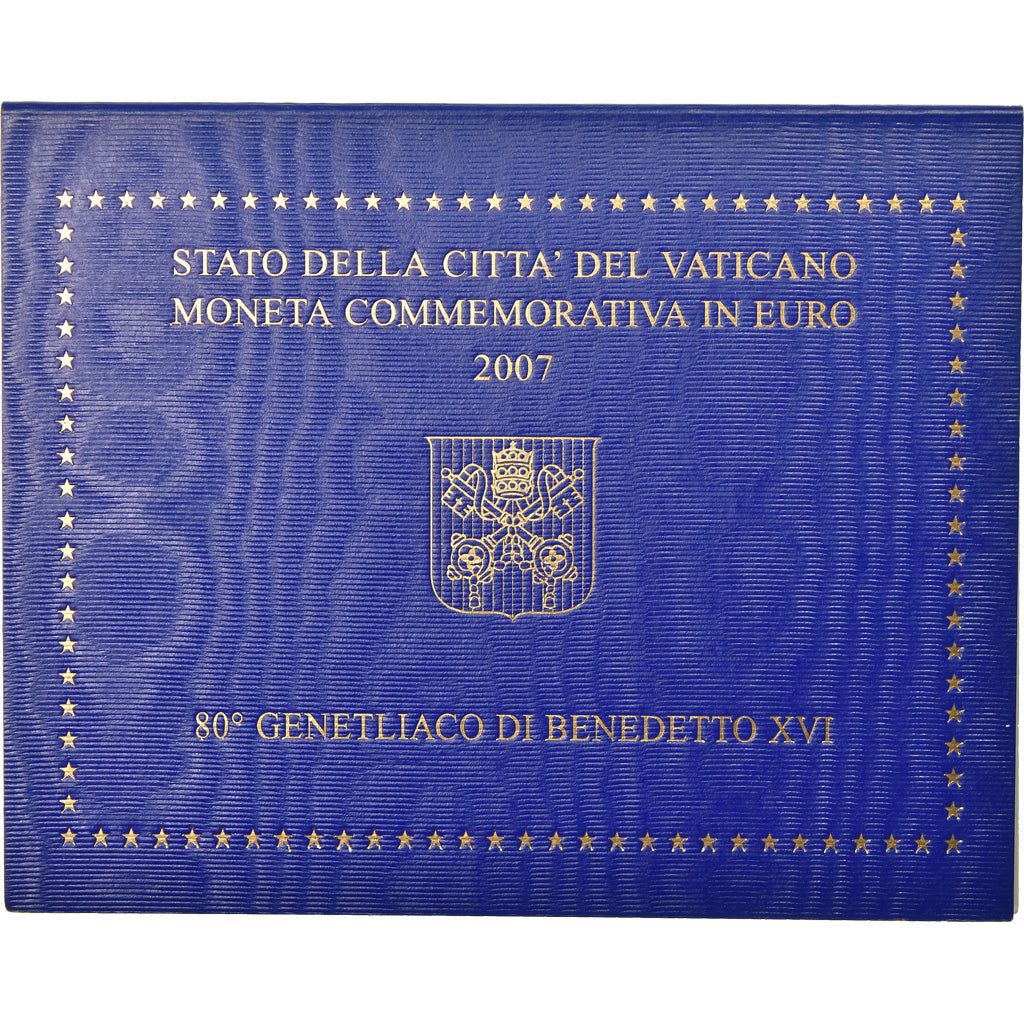 STATO DELLA CITTA' DEL VATICANO
MONETA COMMEMORATIVA IN EURO
2007
80° GENETLIACO DI BENEDETTO XVI